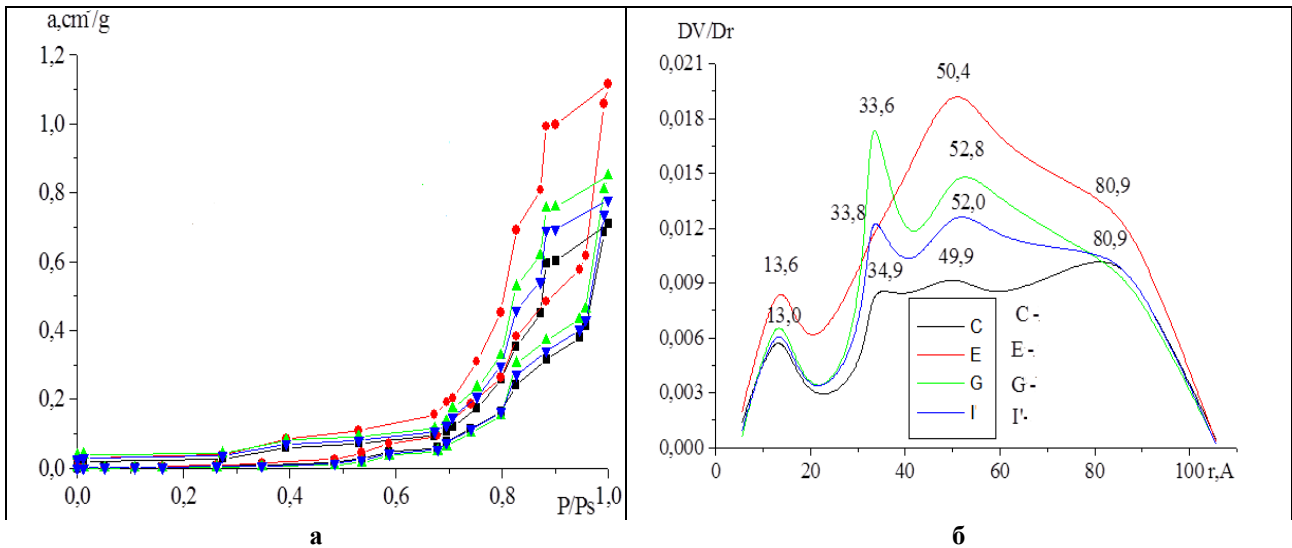 a,cm³/g
1,2
1,0
0,8
0,6
0,4
0,2
0,0
0,0
0,2
0,4
0,6
0,8
1,0
P/Ps
а
DV/Dr
0,021
0,018
0,015
0,012
0,009
0,006
0,003
0,000
50,4
33,6
52,8
80,9
33,8
52,0
80,9
13,6
34,9
49,9
13,0
C
E
G
I
C -.
E -.
G -
I'-
0
20
40
60
80
100
r,A
б